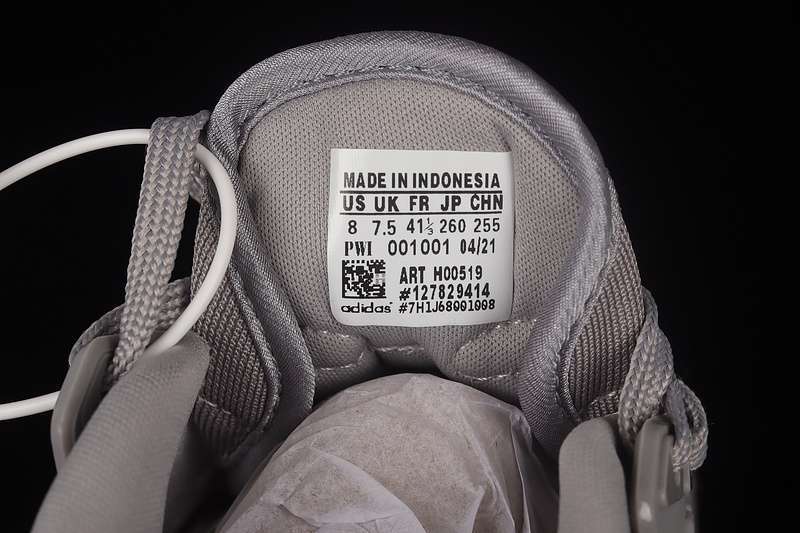 MADE IN INDONESIA
US UK FR JP CHN
8 7.5 41⅓ 260 255
PWI 001001 04/21
ART H00519
#127829414
adidas #7H1J68001008